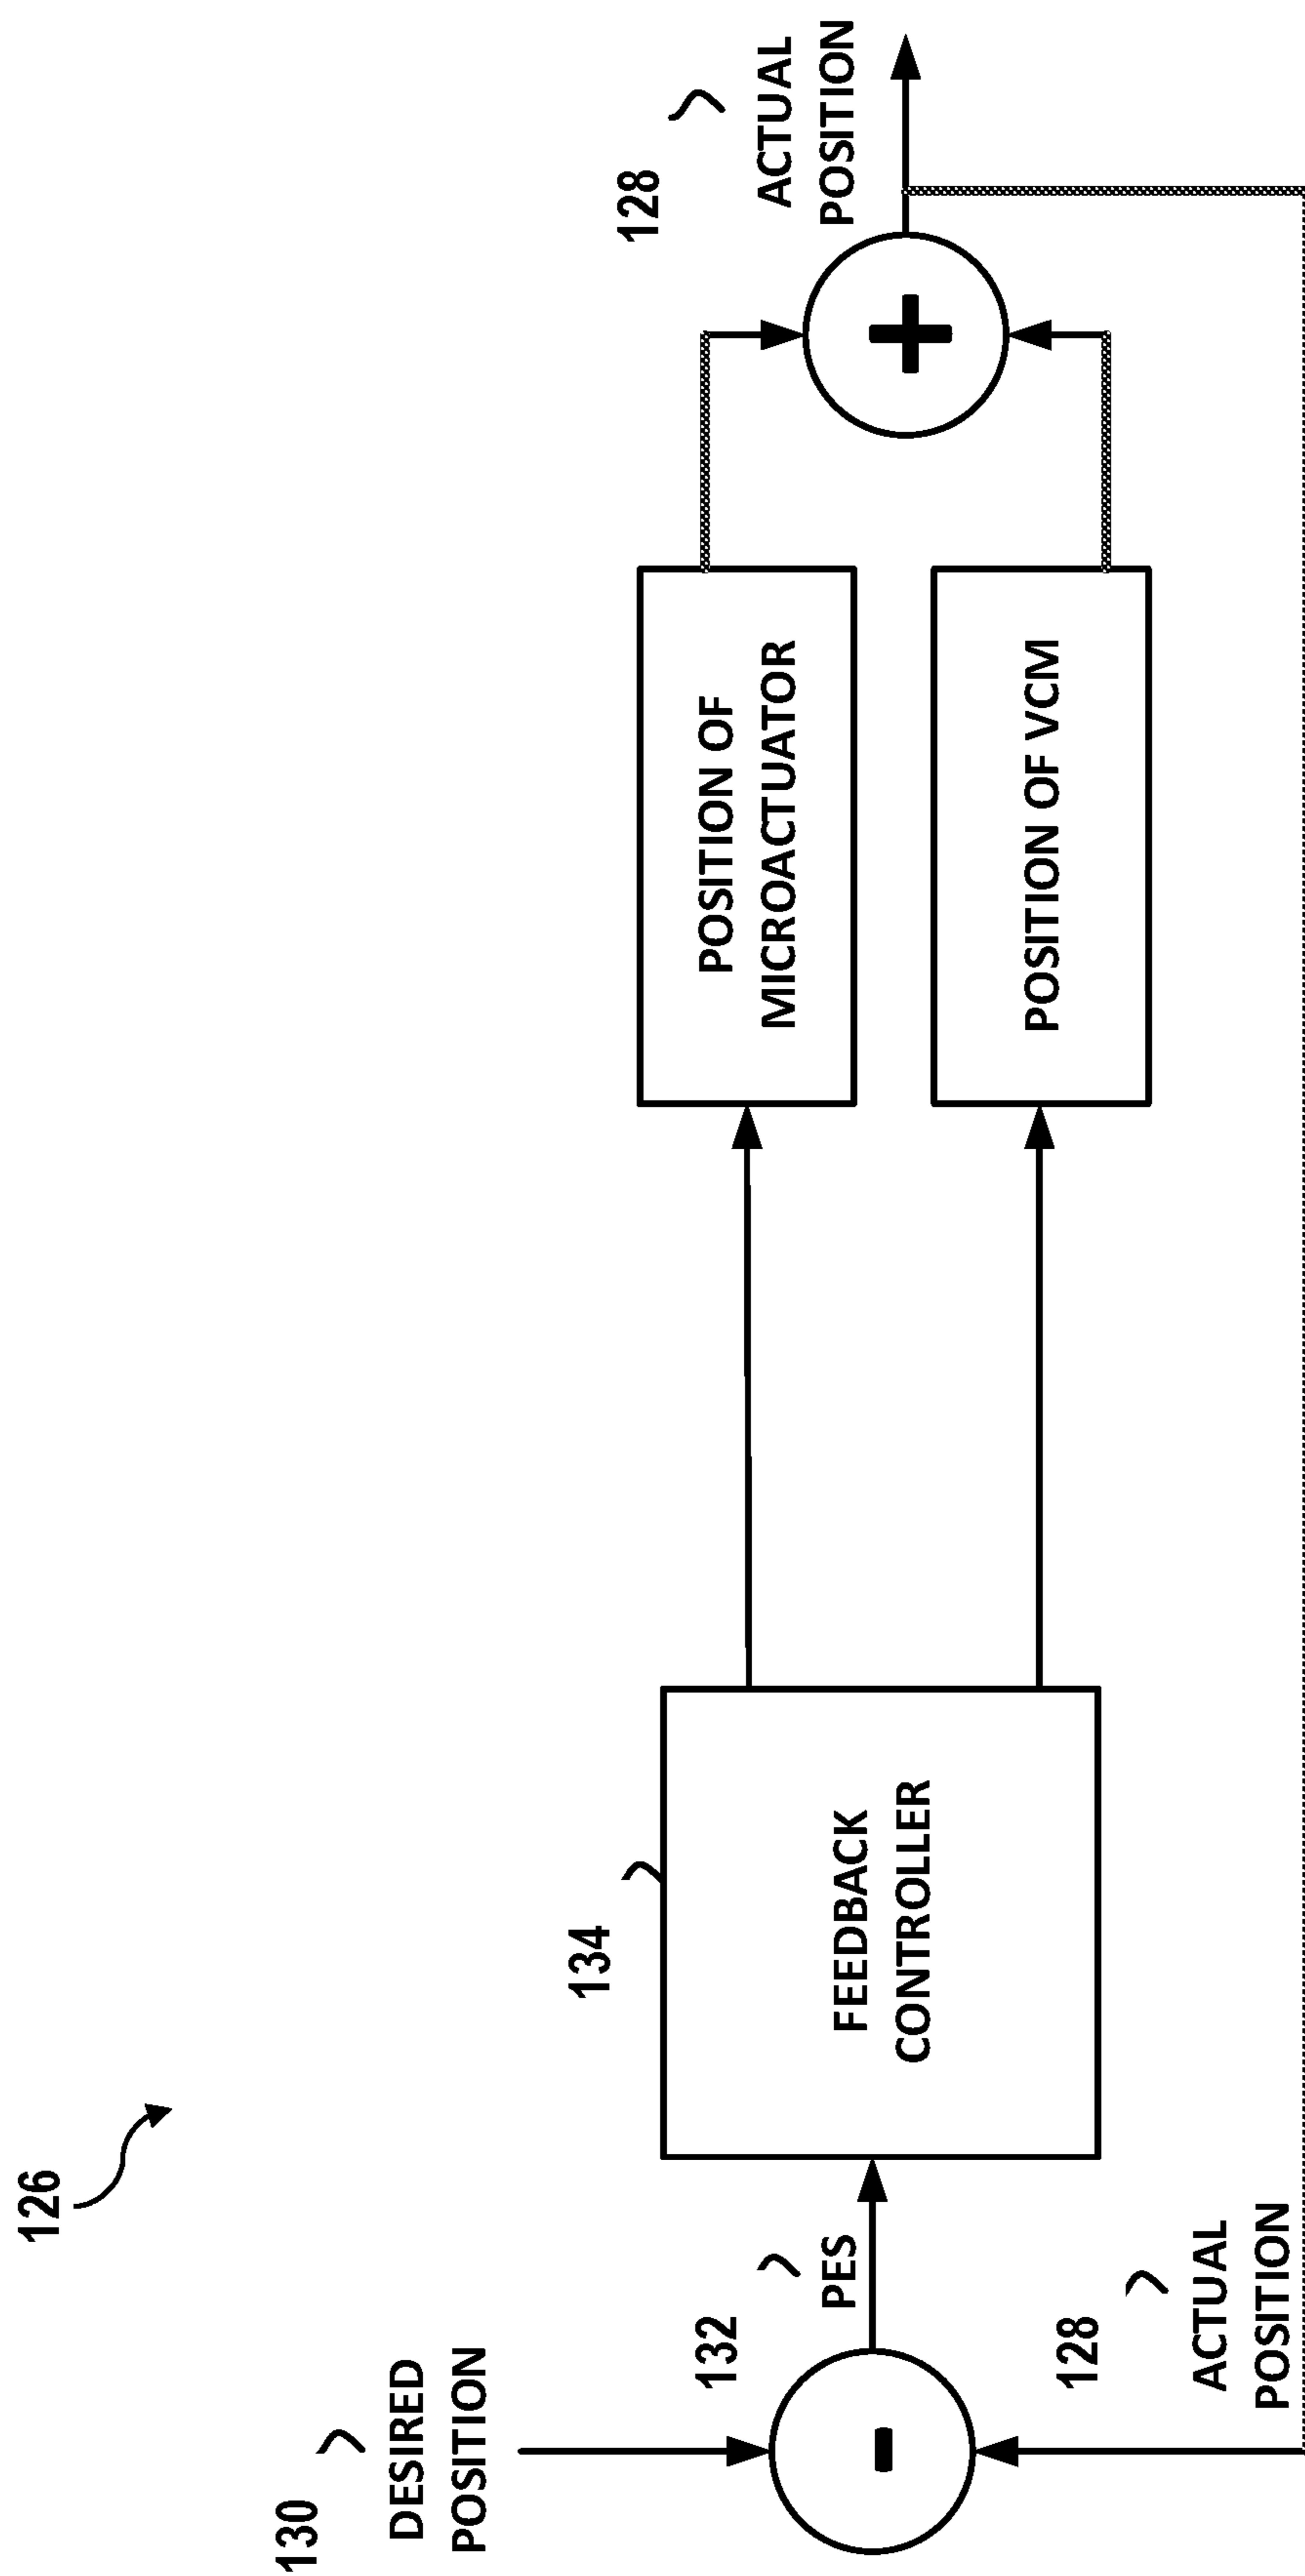 126
130
DESIRED
POSITION
132
PES
128
ACTUAL
POSITION
134
FEEDBACK
CONTROLLER
POSITION OF
MICROACTUATOR
POSITION OF VCM
128
ACTUAL
POSITION